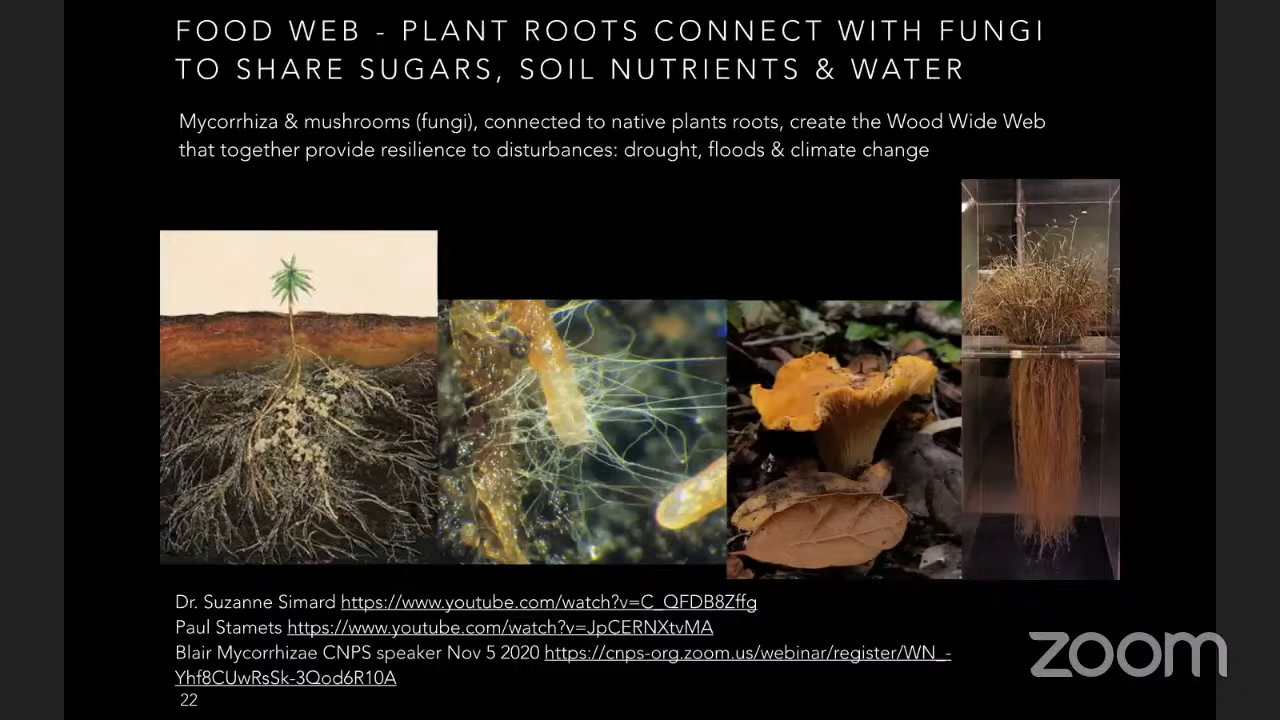 FOOD WEB - PLANT ROOTS CONNECT WITH FUNGI
TO SHARE SUGARS, SOIL NUTRIENTS & WATER
Mycorrhiza & mushrooms (fungi), connected to native plants roots, create the Wood Wide Web
that together provide resilience to disturbances: drought, floods & climate change
Dr. Suzanne Simard https://www.youtube.com/watch?v=C_QFDB8Zffg
Paul Stamets https://www.youtube.com/watch?v=JpCERNXtvMA
Blair Mycorrhizae CNPS speaker Nov 5 2020 https://cnps-org.zoom.us/webinar/register/WN_-
Yhf8CUwRsSk-3Qod6R10A
22
zoom